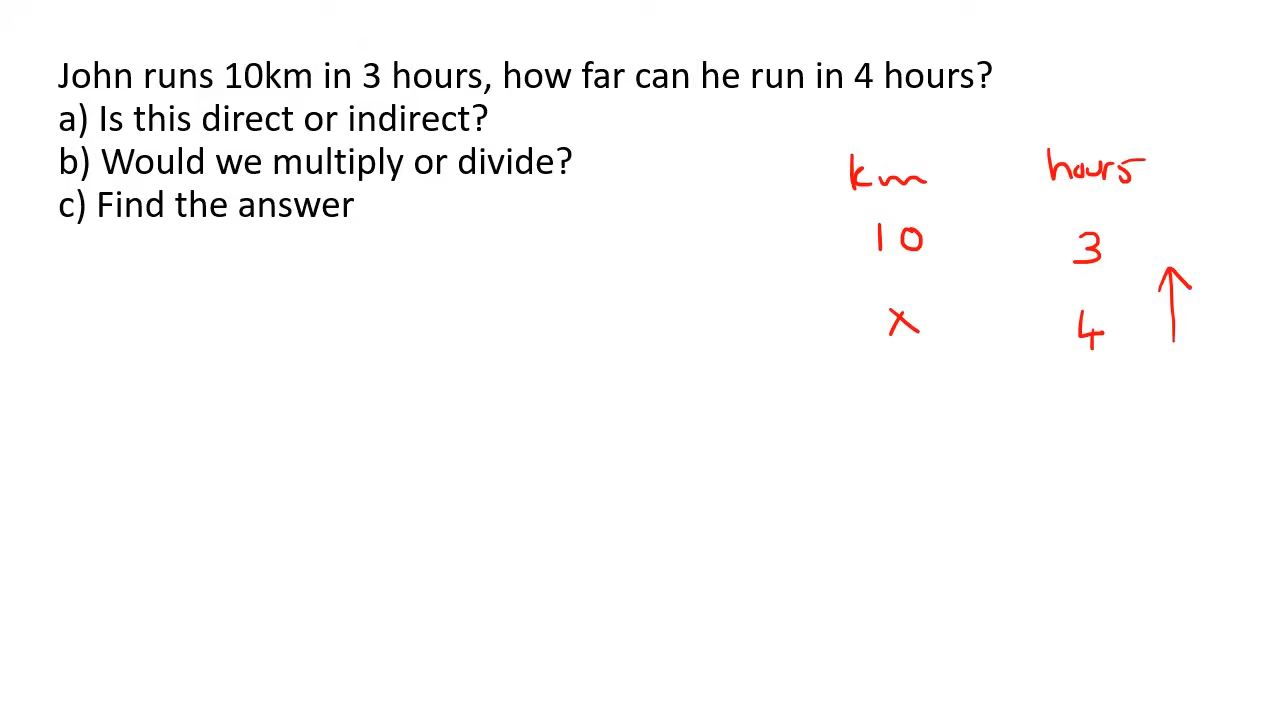 John runs 10km in 3 hours, how far can he run in 4 hours?
a) Is this direct or indirect?
b) Would we multiply or divide?
c) Find the answer
km hours
10 3
x 4